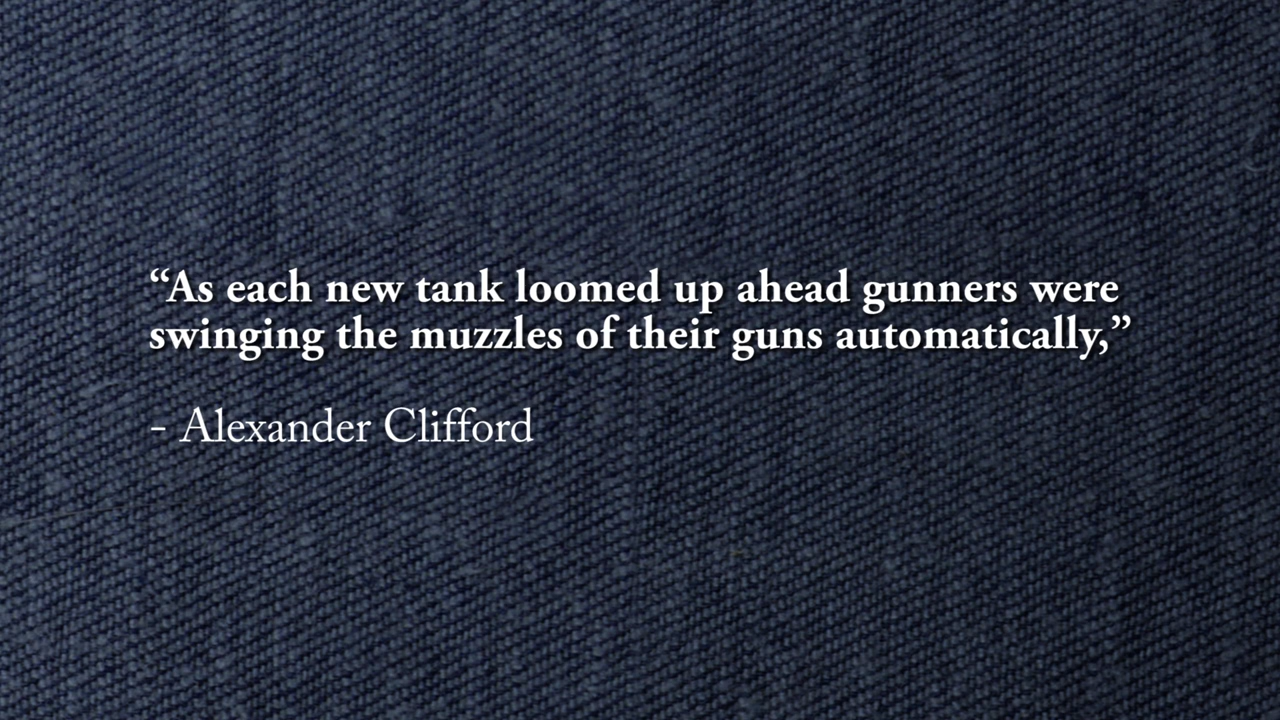 “As each new tank loomed up ahead gunners were
swinging the muzzles of their guns automatically,”
- Alexander Clifford